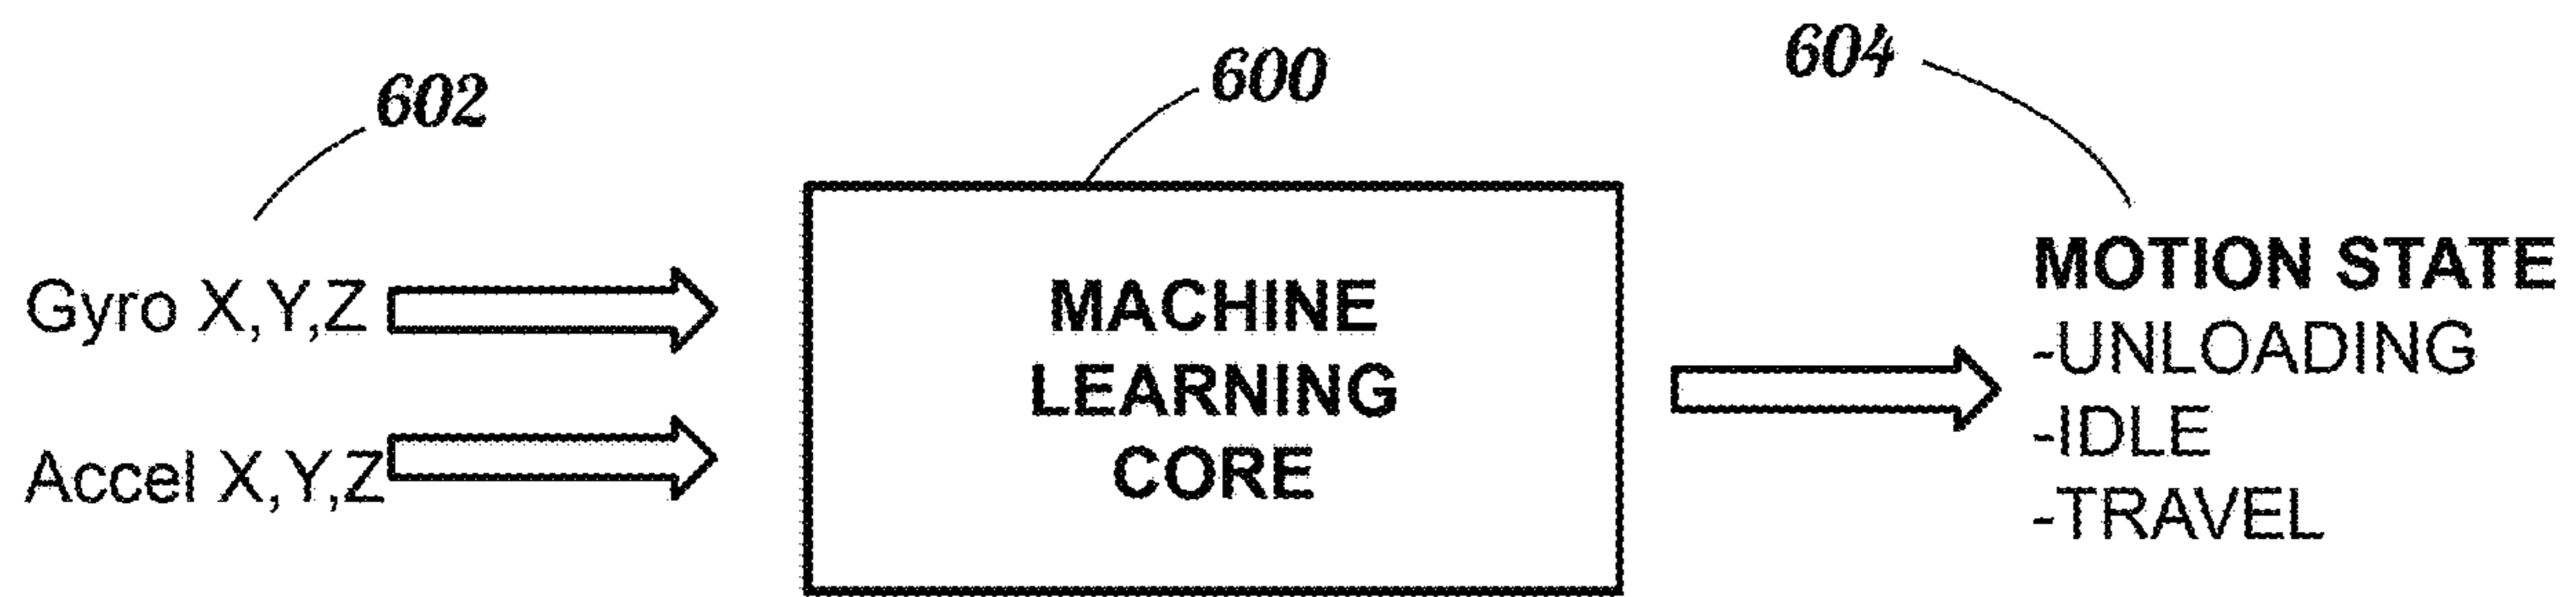 602
600
604
Gyro X,Y,Z
Accel X,Y,Z
MACHINE
LEARNING
CORE
MOTION STATE
-UNLOADING
-IDLE
-TRAVEL